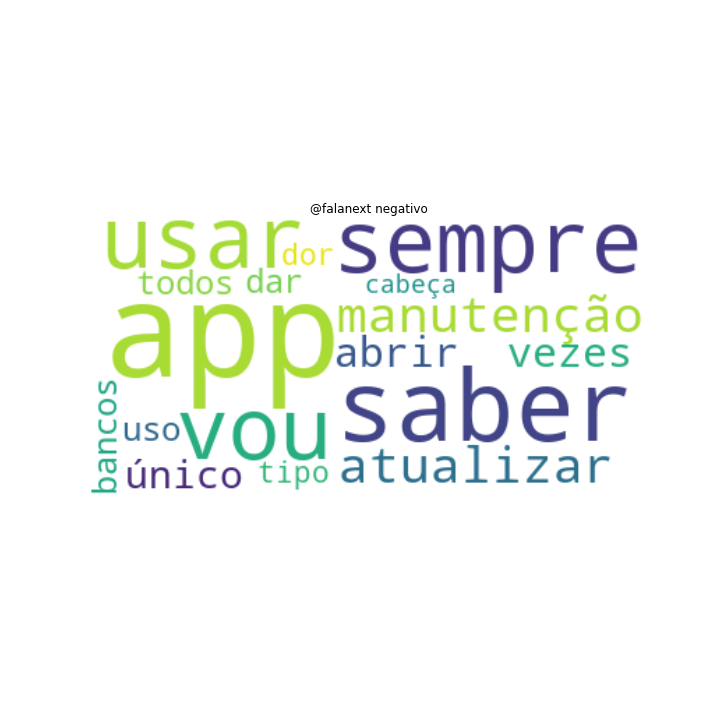 @falanext negativo
usar
dor
sempre
todos
dar
cabeça
app
manutenção
abrir
vezes
bancos
uso
vou
saber
único
tipo
atualizar